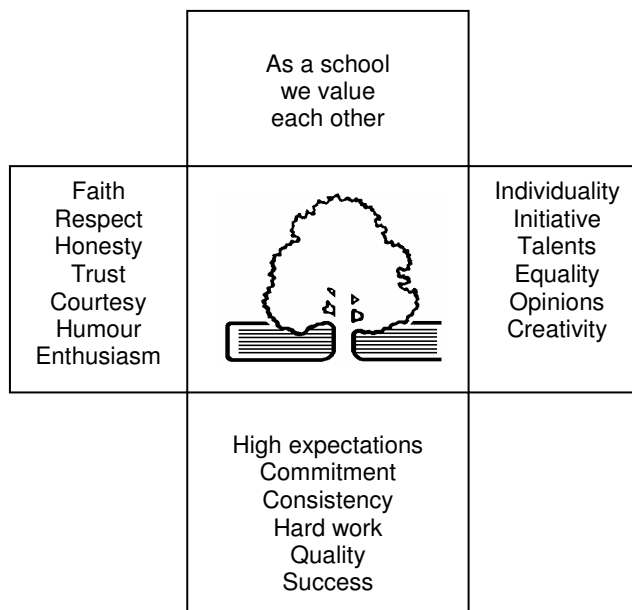 As a school
we value
each other
Faith
Respect
Honesty
Trust
Courtesy
Humour
Enthusiasm
Individuality
Initiative
Talents
Equality
Opinions
Creativity
High expectations
Commitment
Consistency
Hard work
Quality
Success